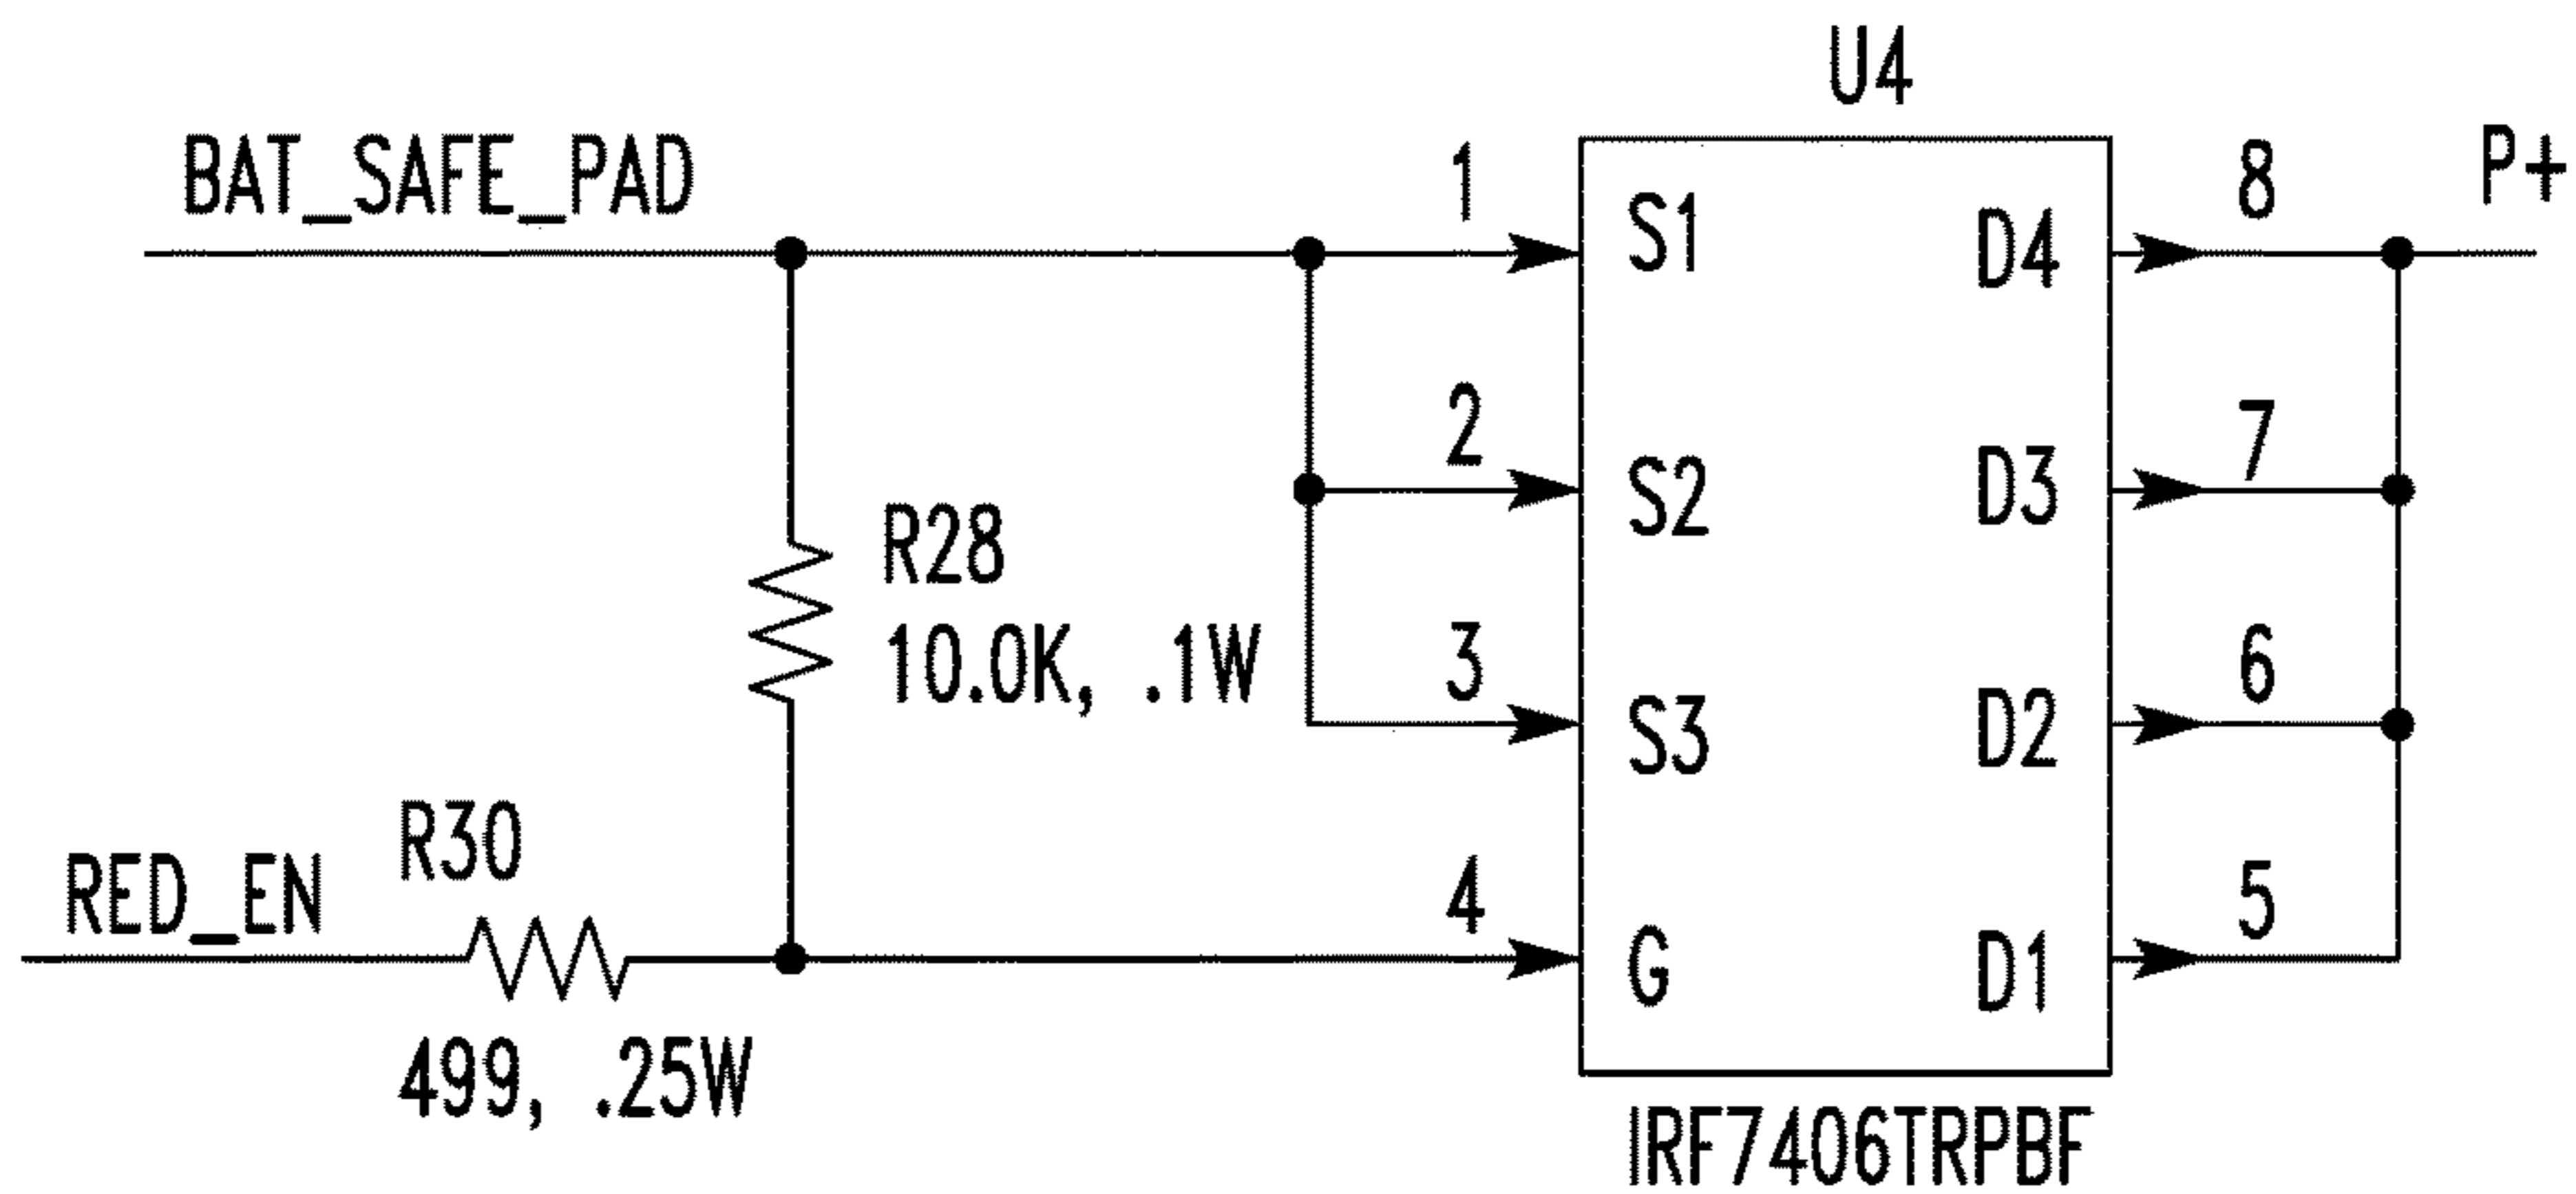 U4
BAT_SAFE_PAD
P+
1
S1
D4
8
2
S2
D3
7
R28
10.0K, .1W
3
S3
D2
6
R30
RED_EN
4
G
D1
5
499, .25W
IRF7406TRPBF